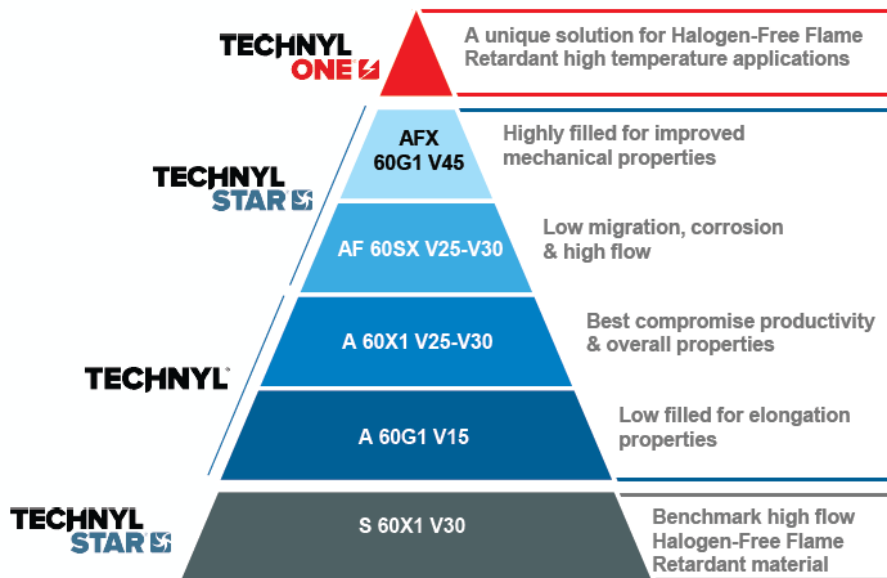 TECHNYL
ONE
A unique solution for Halogen-Free Flame
Retardant high temperature applications
AFX
60G1 V45
Highly filled for improved
mechanical properties
TECHNYL
STAR
AF 60SX V25-V30
Low migration, corrosion
& high flow
A 60X1 V25-V30
Best compromise productivity
& overall properties
TECHNYL®
A 60G1 V15
Low filled for elongation
properties
TECHNYL
STAR
S 60X1 V30
Benchmark high flow
Halogen-Free Flame
Retardant material